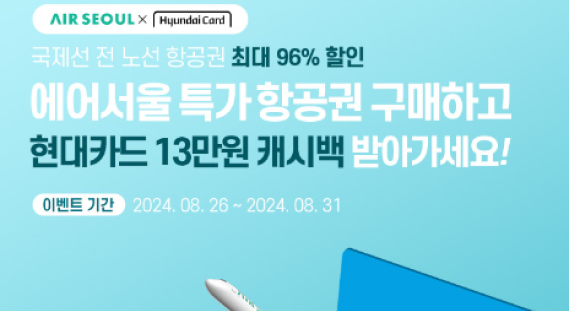 AIR SEOUL × Hyundai Card
국제선 전 노선 항공권 최대 96% 할인
에어서울 특가 항공권 구매하고
현대카드 13만원 캐시백 받아가세요!
이벤트 기간 2024. 08. 26 ~ 2024. 08. 31